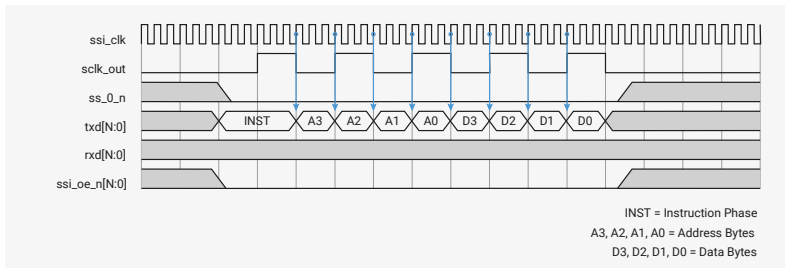 ssi_clk
sclk_out
ss_0_n
txd[N:0]
INST A3 A2 A1 A0 D3 D2 D1 D0
rxd[N:0]
ssi_oe_n[N:0]
INST = Instruction Phase
A3, A2, A1, A0 = Address Bytes
D3, D2, D1, D0 = Data Bytes